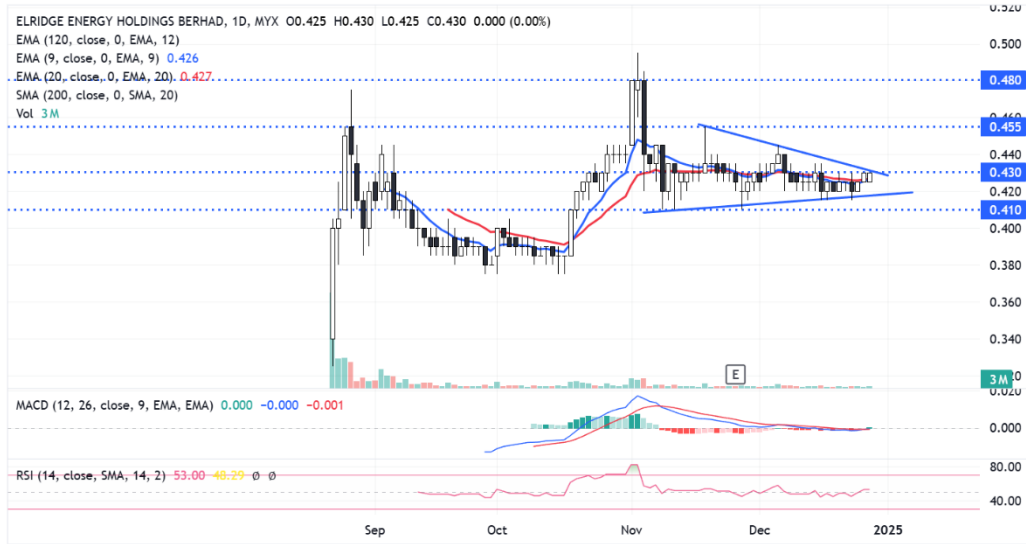 ELRIDGE ENERGY HOLDINGS BERHAD, 1D, MYX O0.425 H0.430 L0.425 C0.430 0.000 (0.00%)
EMA (120, close, 0, EMA, 12)
EMA (9, close, 0, EMA, 9) 0.426
EMA (20, close, 0, EMA, 20) 0.427
SMA (200, close, 0, SMA, 20)
Vol 3M
0.520
0.500
0.480
0.460
0.455
0.440
0.430
0.420
0.410
0.400
0.380
0.360
0.340
E
3M
0.020
MACD (12, 26, close, 9, EMA, EMA) 0.000 −0.000 −0.001
0.000
RSI (14, close, SMA, 14, 2) 53.00 48.29 Ø Ø
80.00
40.00
Sep Oct Nov Dec 2025